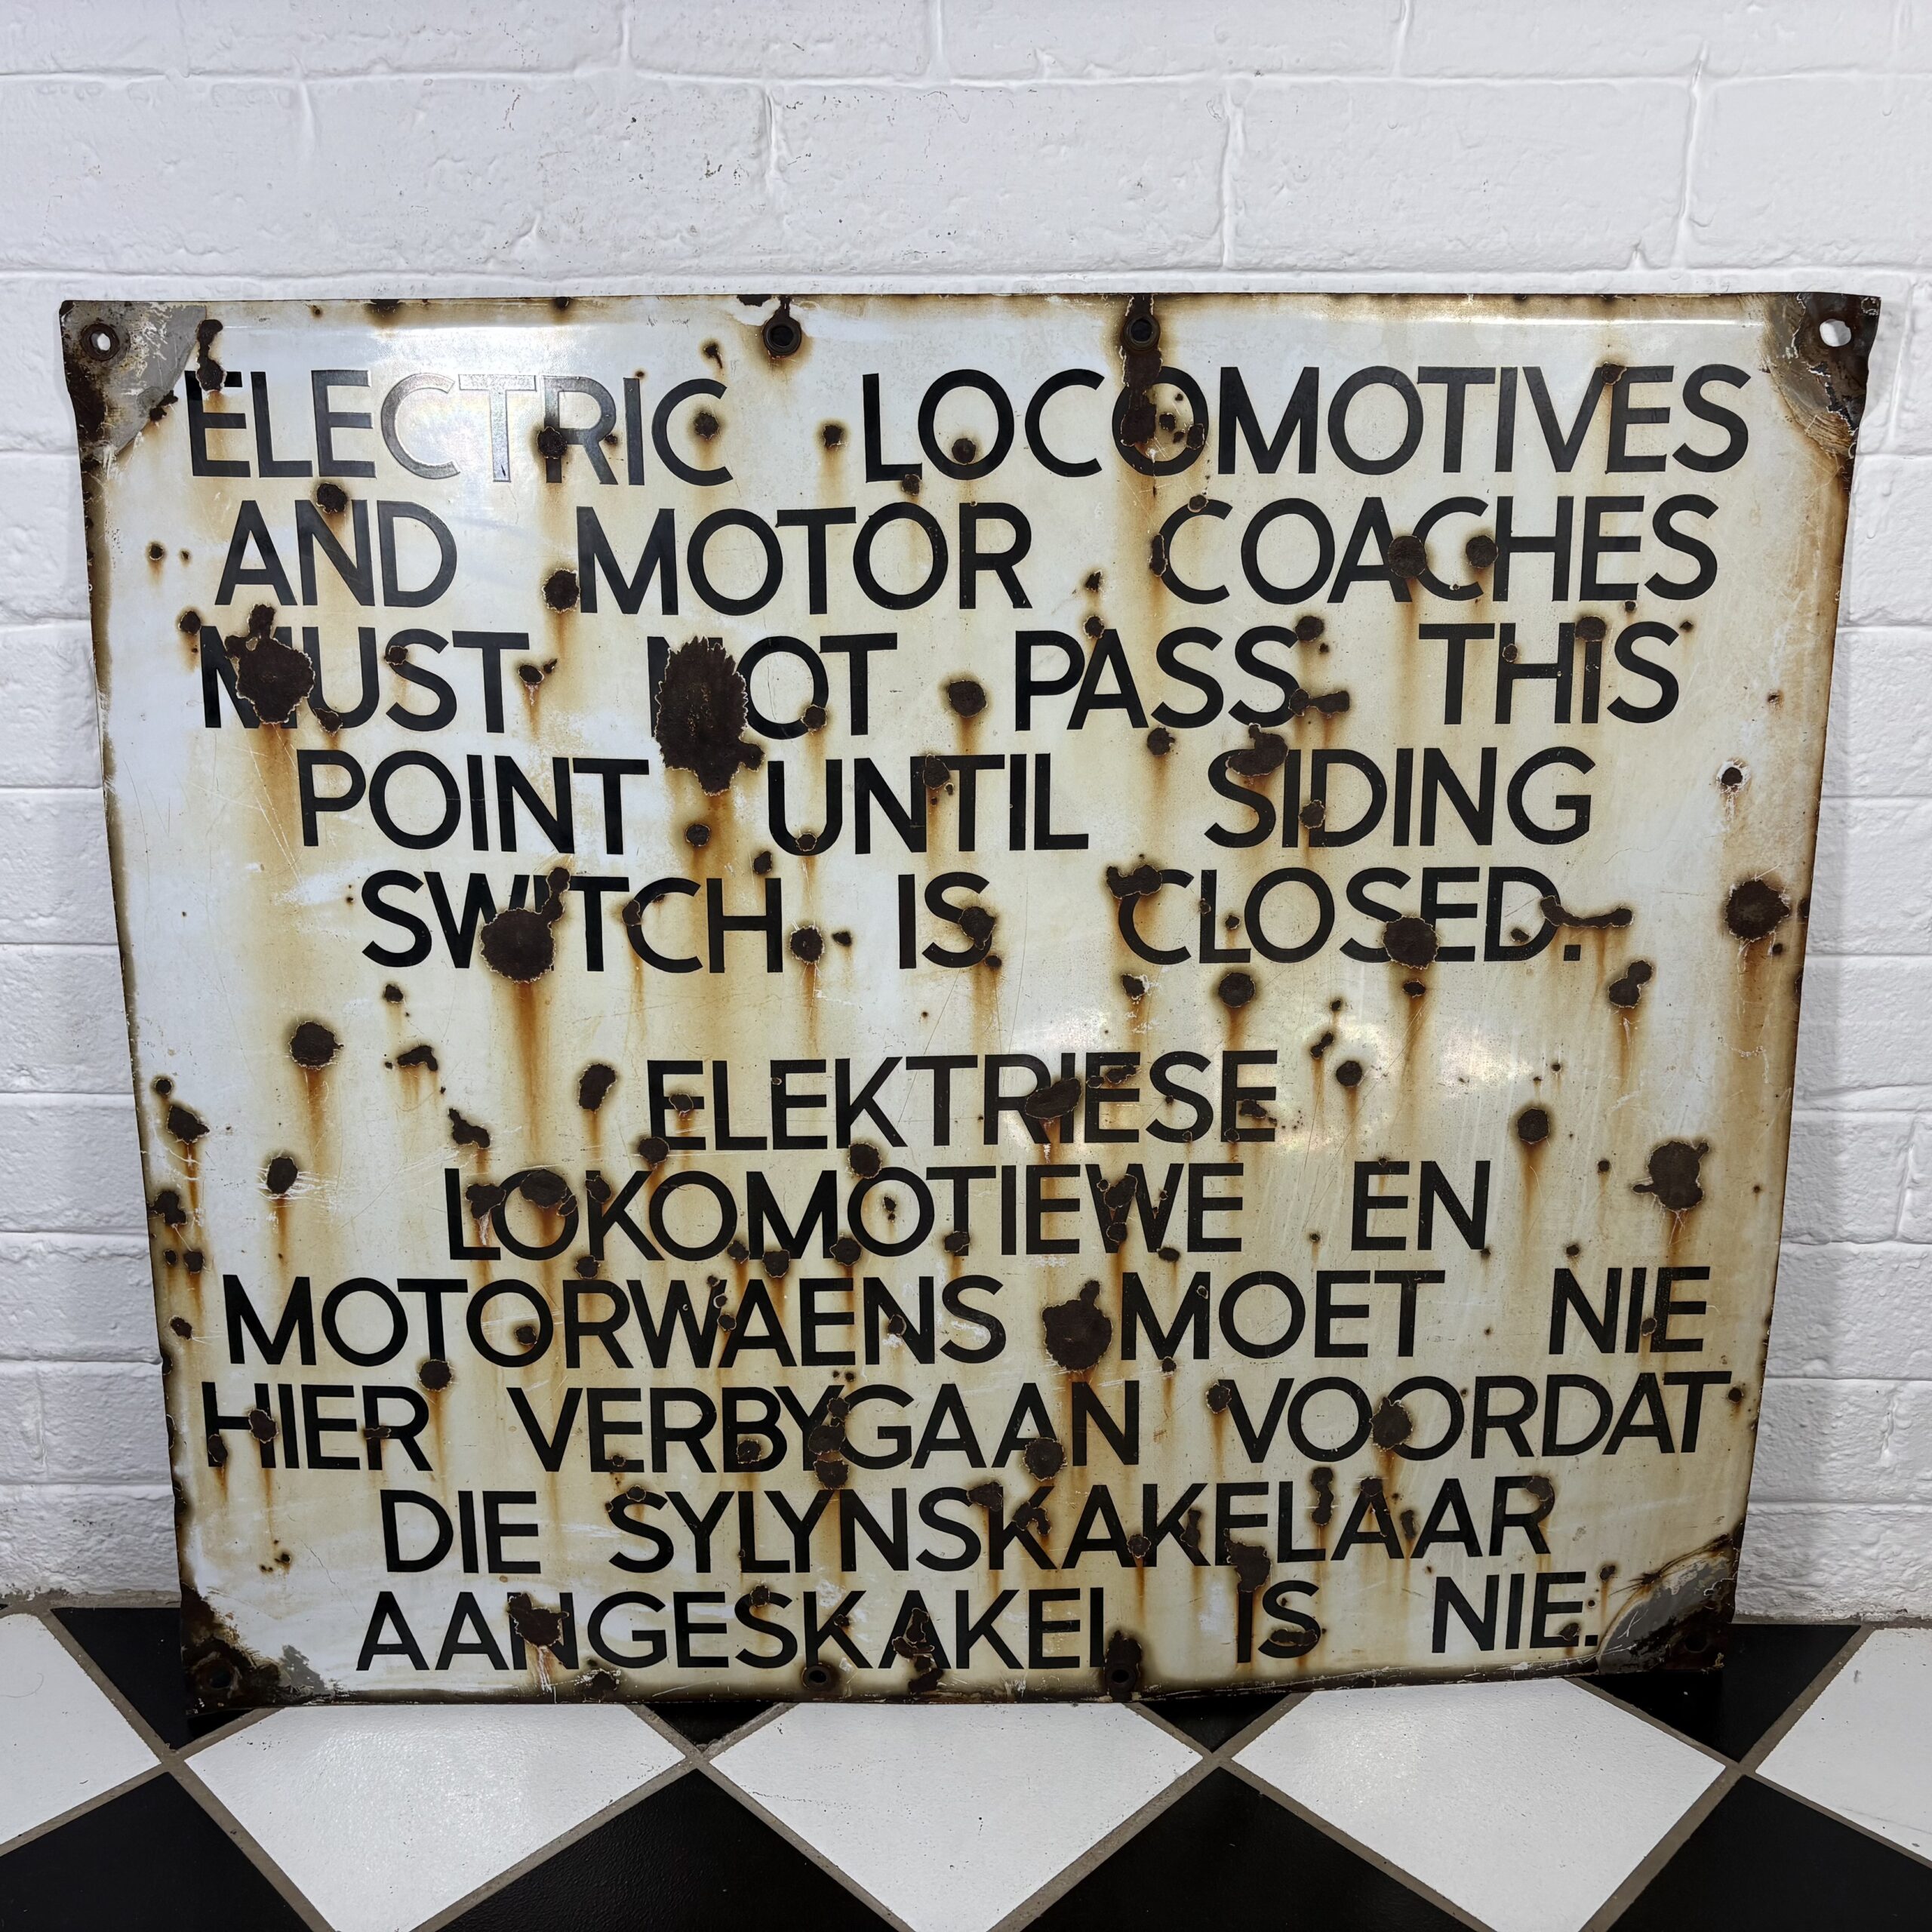 ELECTRIC LOCOMOTIVES
AND MOTOR COACHES
MUST NOT PASS THIS
POINT UNTIL SIDING
SWITCH IS CLOSED.
ELEKTRIESE
LOKOMOTIEWE EN
MOTORWAENS MOET NIE
HIER VERBYGAAN VOORDAT
DIE SYLYNSKAKELAAR
AANGESKAKEL IS NIE.